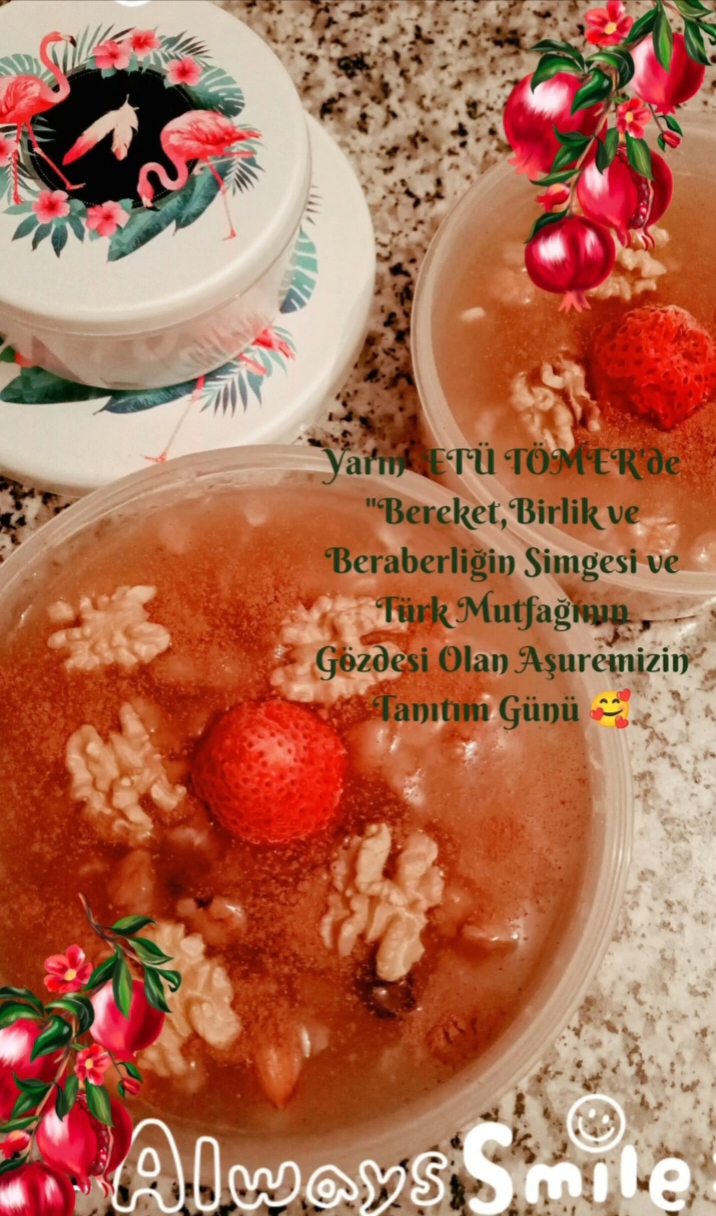 Yarın ETÜ TÖMER'de
"Bereket,Birlik ve
Beraberliğin Simgesi ve
Türk Mutfağının
Gözdesi Olan Aşuremizin
Tanıtım Günü 🥰
Always Smile